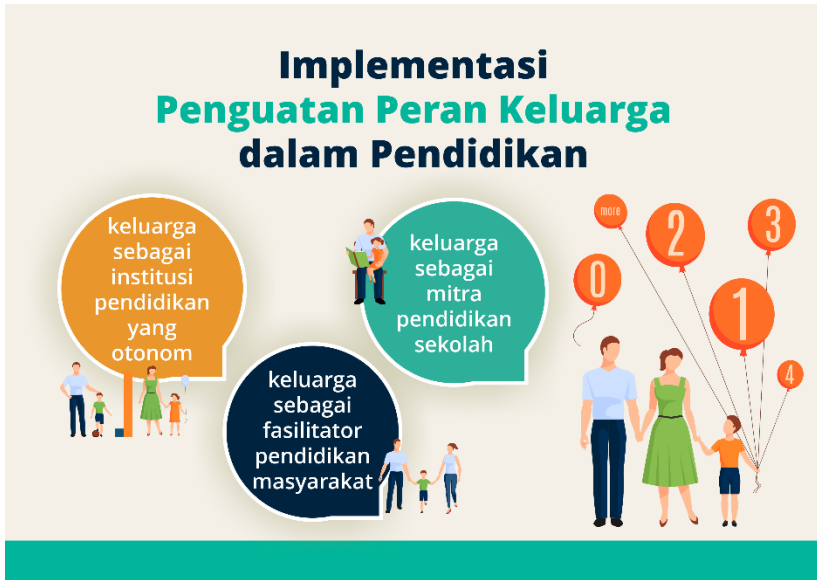 Implementasi
Penguatan Peran Keluarga
dalam Pendidikan
keluarga
sebagai
institusi
pendidikan
yang
otonom
keluarga
sebagai
mitra
pendidikan
sekolah
keluarga
sebagai
fasilitator
pendidikan
masyarakat
more
2
3
0
1
4